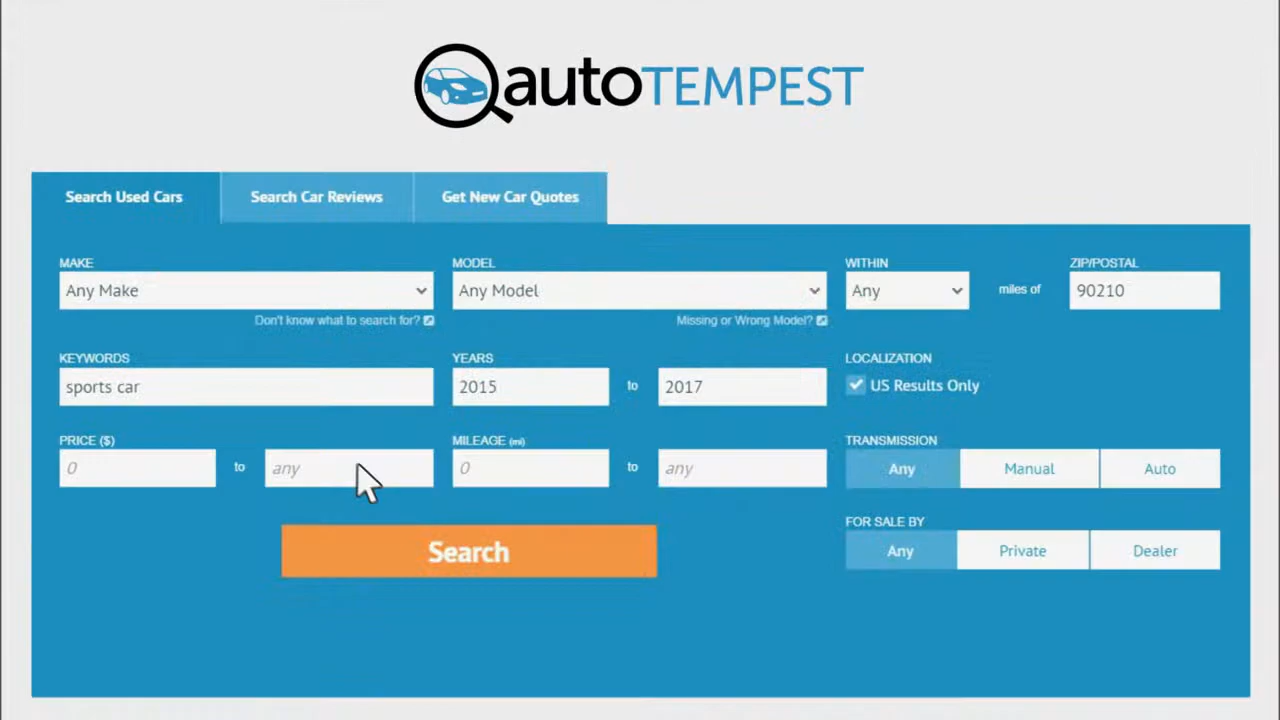 autoTEMPEST
Search Used Cars Search Car Reviews Get New Car Quotes
MAKE MODEL WITHIN ZIP/POSTAL
Any Make Any Model Any miles of 90210
Don't know what to search for? Missing or Wrong Model?
KEYWORDS YEARS LOCALIZATION
sports car 2015 to 2017 US Results Only
PRICE ($) MILEAGE (mi) TRANSMISSION
0 to any 0 to any Any Manual Auto
FOR SALE BY
Search Any Private Dealer